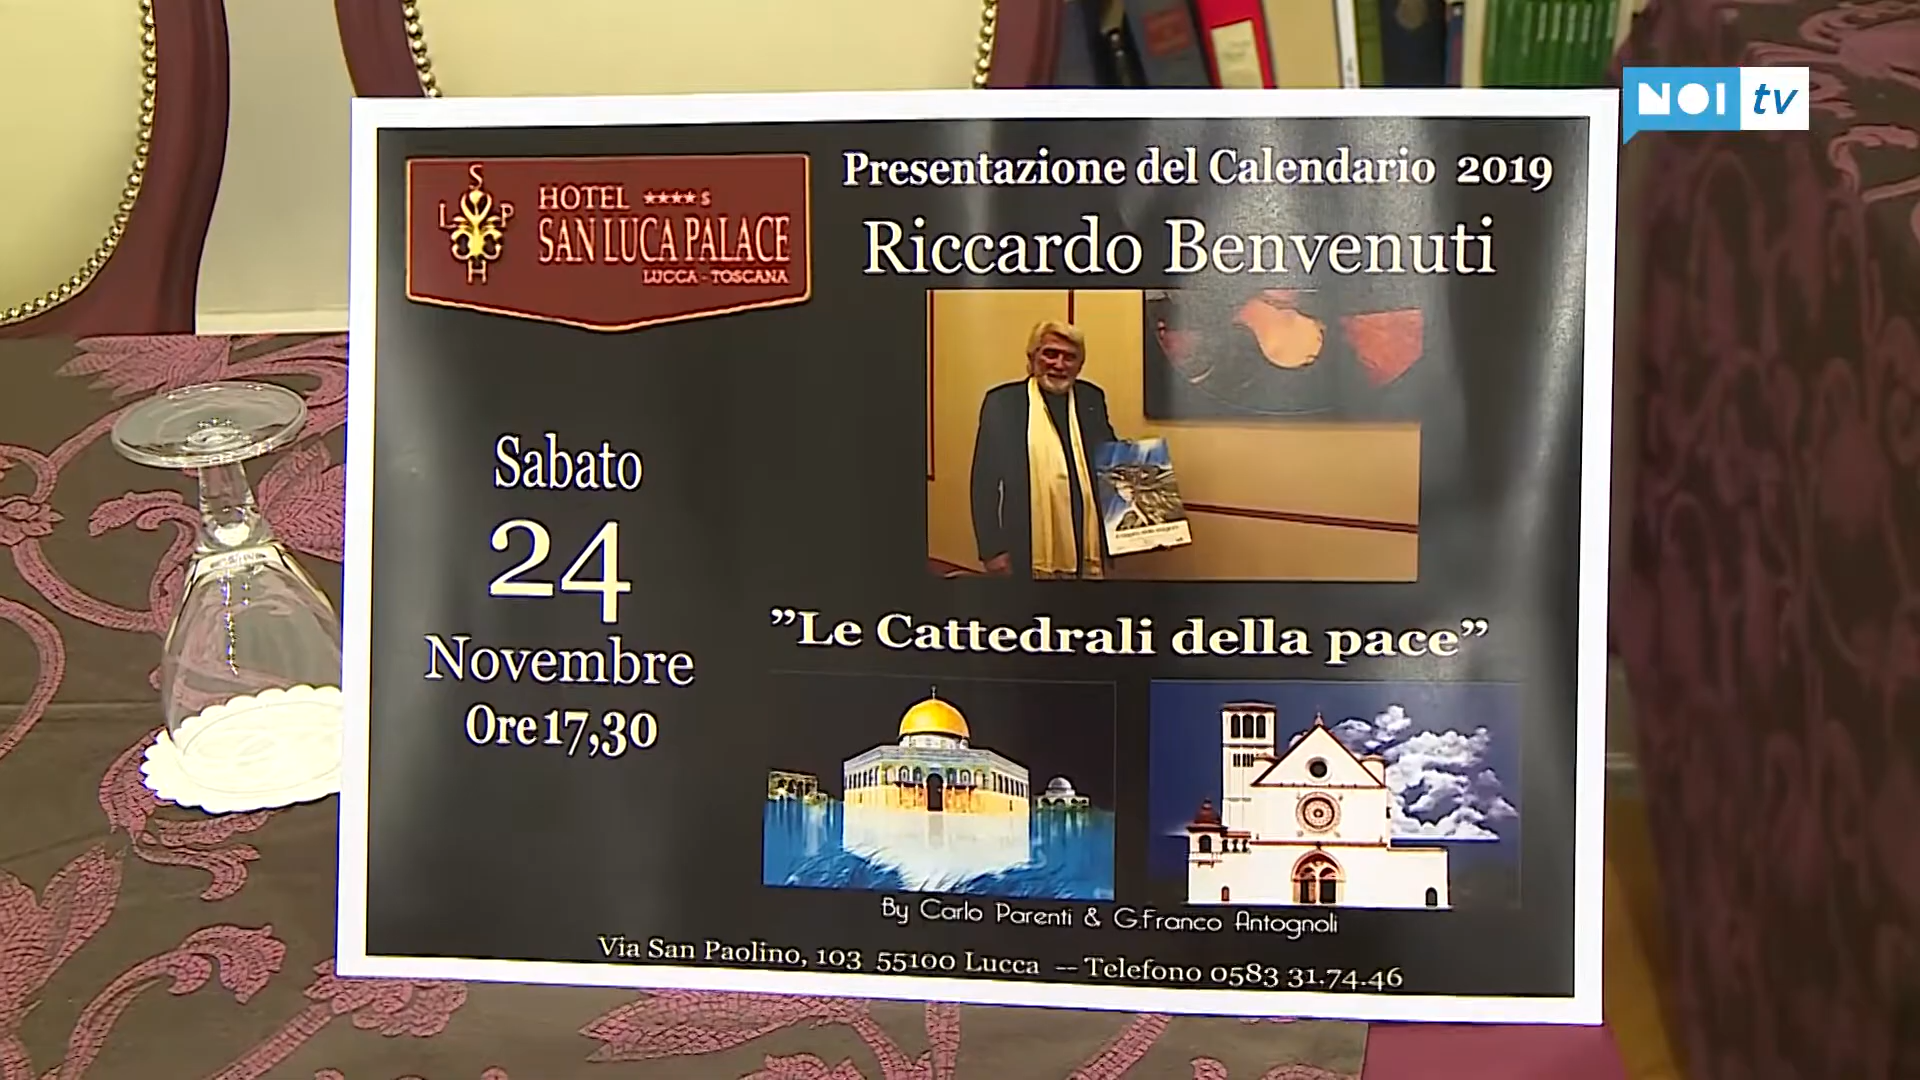 NOI tv
S
L P
H
HOTEL ★★★★ S
SAN LUCA PALACE
LUCCA - TOSCANA
Presentazione del Calendario 2019
Riccardo Benvenuti
Sabato
24
Novembre
Ore 17,30
"Le Cattedrali della pace"
By Carlo Parenti & G.Franco Antognoli
Via San Paolino, 103 55100 Lucca -- Telefono 0583 31.74.46